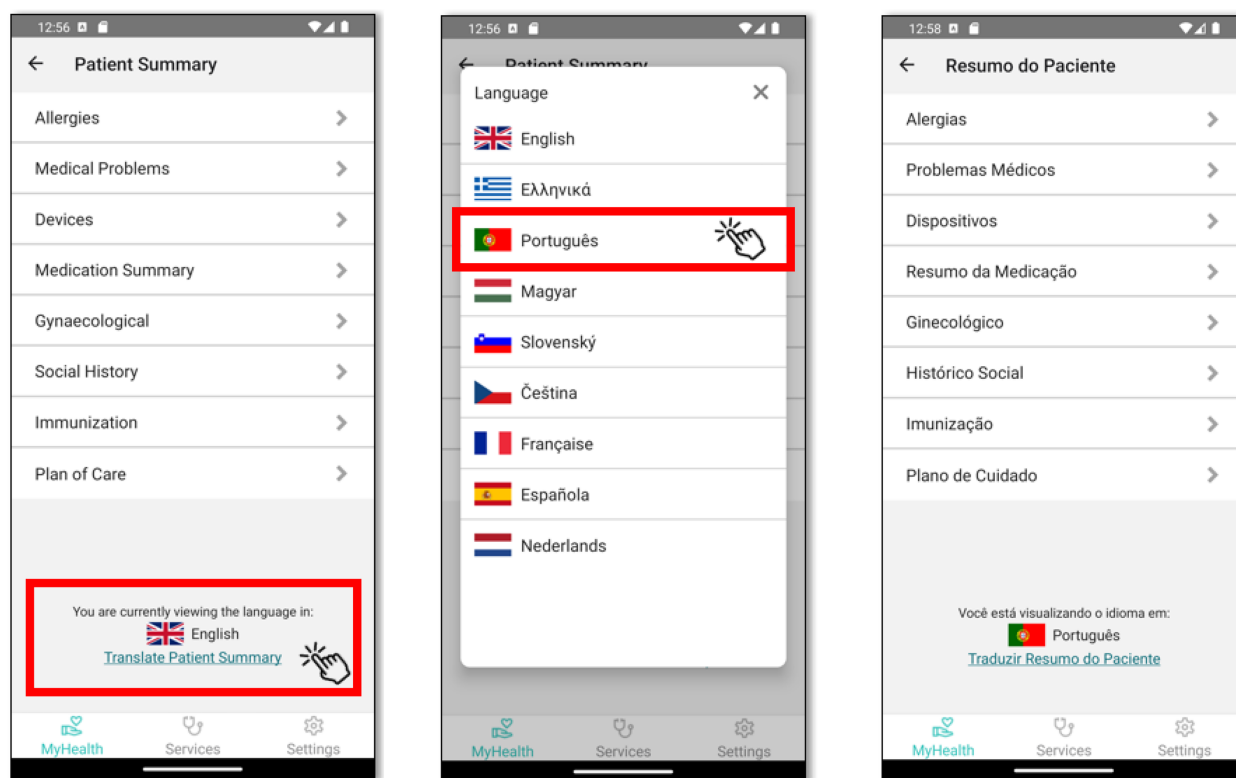 12:56
Patient Summary
Allergies
Medical Problems
Devices
Medication Summary
Gynaecological
Social History
Immunization
Plan of Care
You are currently viewing the language in:
English
Translate Patient Summary
MyHealth Services Settings
12:56
Patient Summary
Language
English
Ελληνικά
Português
Magyar
Slovenský
Čeština
Française
Española
Nederlands
MyHealth Services Settings
12:58
Resumo do Paciente
Alergias
Problemas Médicos
Dispositivos
Resumo da Medicação
Ginecológico
Histórico Social
Imunização
Plano de Cuidado
Você está visualizando o idioma em:
Português
Traduzir Resumo do Paciente
MyHealth Services Settings